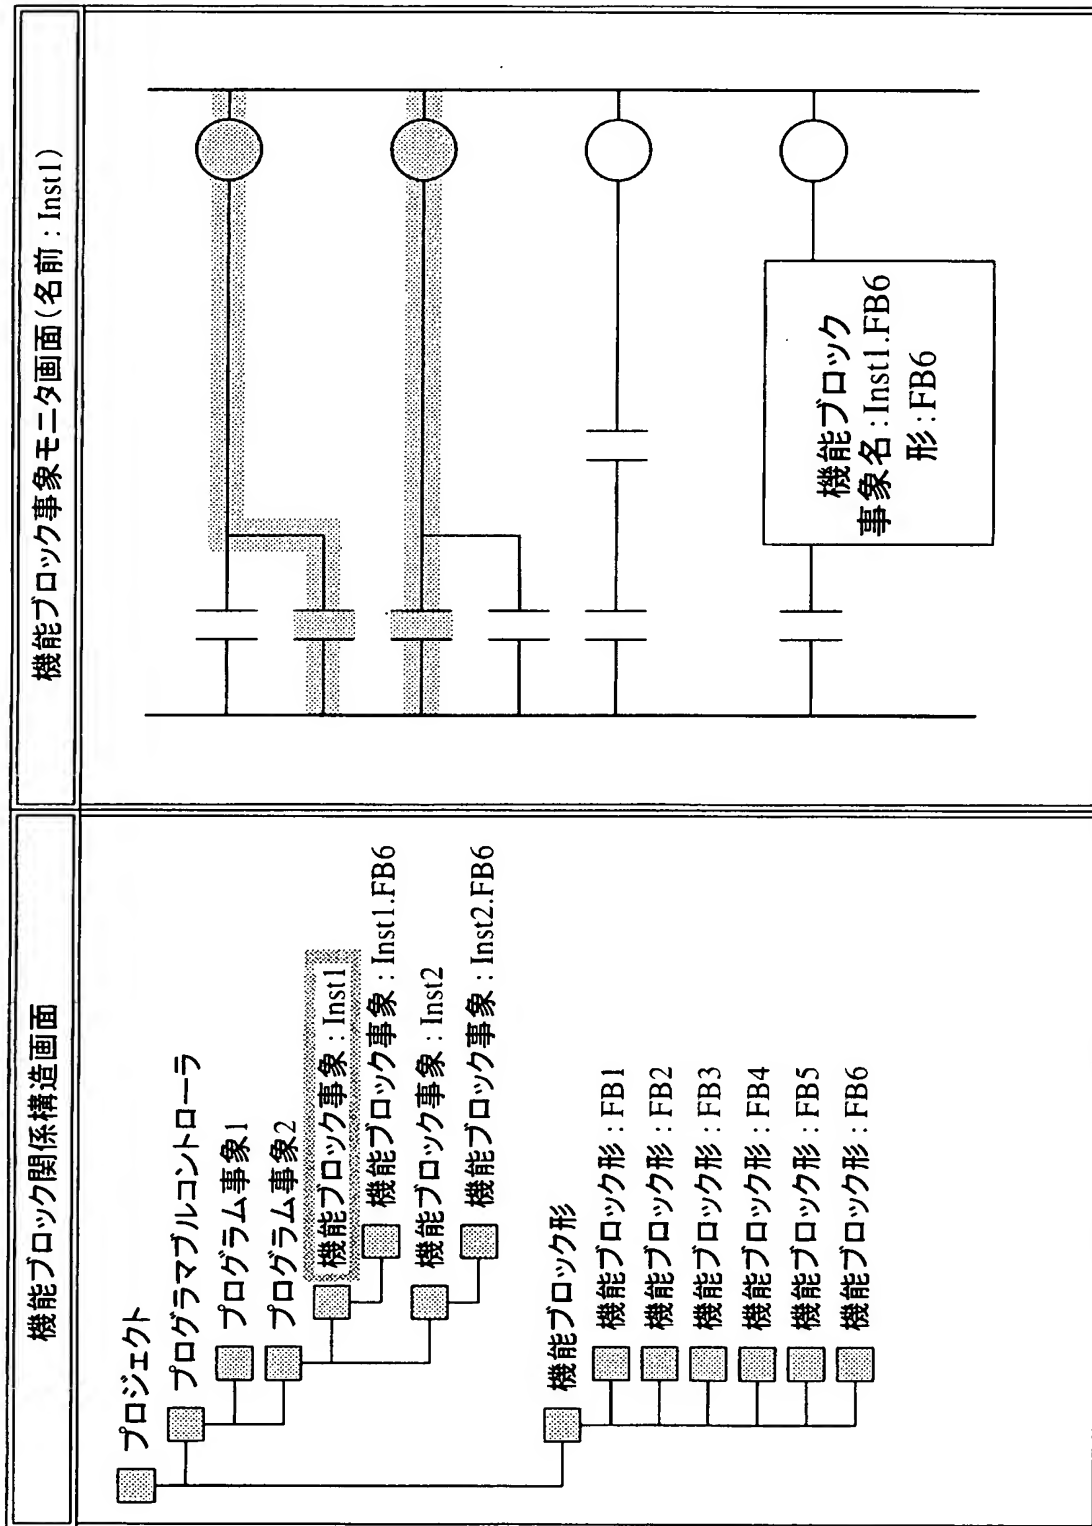 機能ブロック関係構造画面
プロジェクト
プログラマブルコントローラ
プログラム事象1
プログラム事象2
機能ブロック事象：Inst1
機能ブロック事象：Inst1.FB6
機能ブロック事象：Inst2
機能ブロック事象：Inst2.FB6
機能ブロック形
機能ブロック形：FB1
機能ブロック形：FB2
機能ブロック形：FB3
機能ブロック形：FB4
機能ブロック形：FB5
機能ブロック形：FB6
機能ブロック事象モニタ画面(名前：Inst1)
機能ブロック
事象名：Inst1.FB6
形：FB6